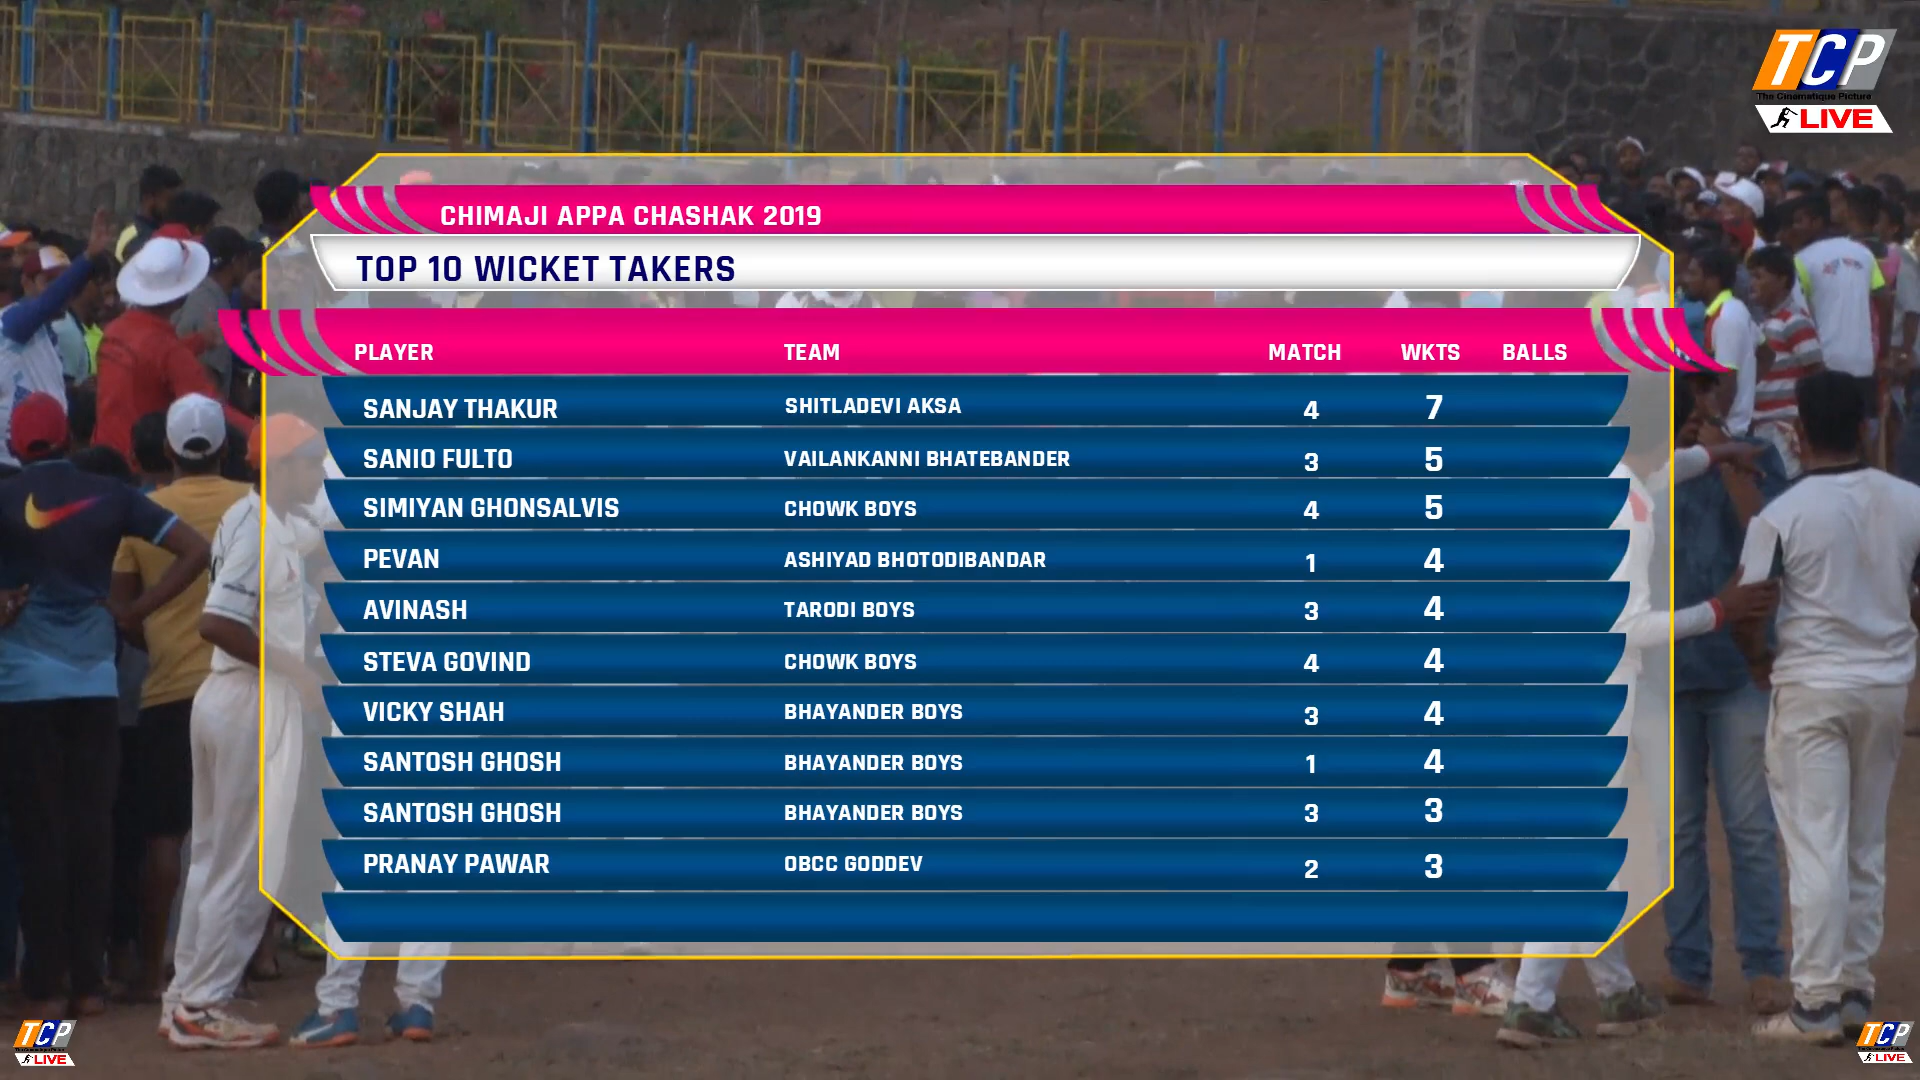 TCP
The Cinematique Picture
LIVE
CHIMAJI APPA CHASHAK 2019
TOP 10 WICKET TAKERS
PLAYER TEAM MATCH WKTS BALLS
SANJAY THAKUR SHITLADEVI AKSA 4 7
SANIO FULTO VAILANKANNI BHATEBANDER 3 5
SIMIYAN GHONSALVIS CHOWK BOYS 4 5
PEVAN ASHIYAD BHOTODIBANDAR 1 4
AVINASH TARODI BOYS 3 4
STEVA GOVIND CHOWK BOYS 4 4
VICKY SHAH BHAYANDER BOYS 3 4
SANTOSH GHOSH BHAYANDER BOYS 1 4
SANTOSH GHOSH BHAYANDER BOYS 3 3
PRANAY PAWAR OBCC GODDEV 2 3
TCP
LIVE
TCP
LIVE